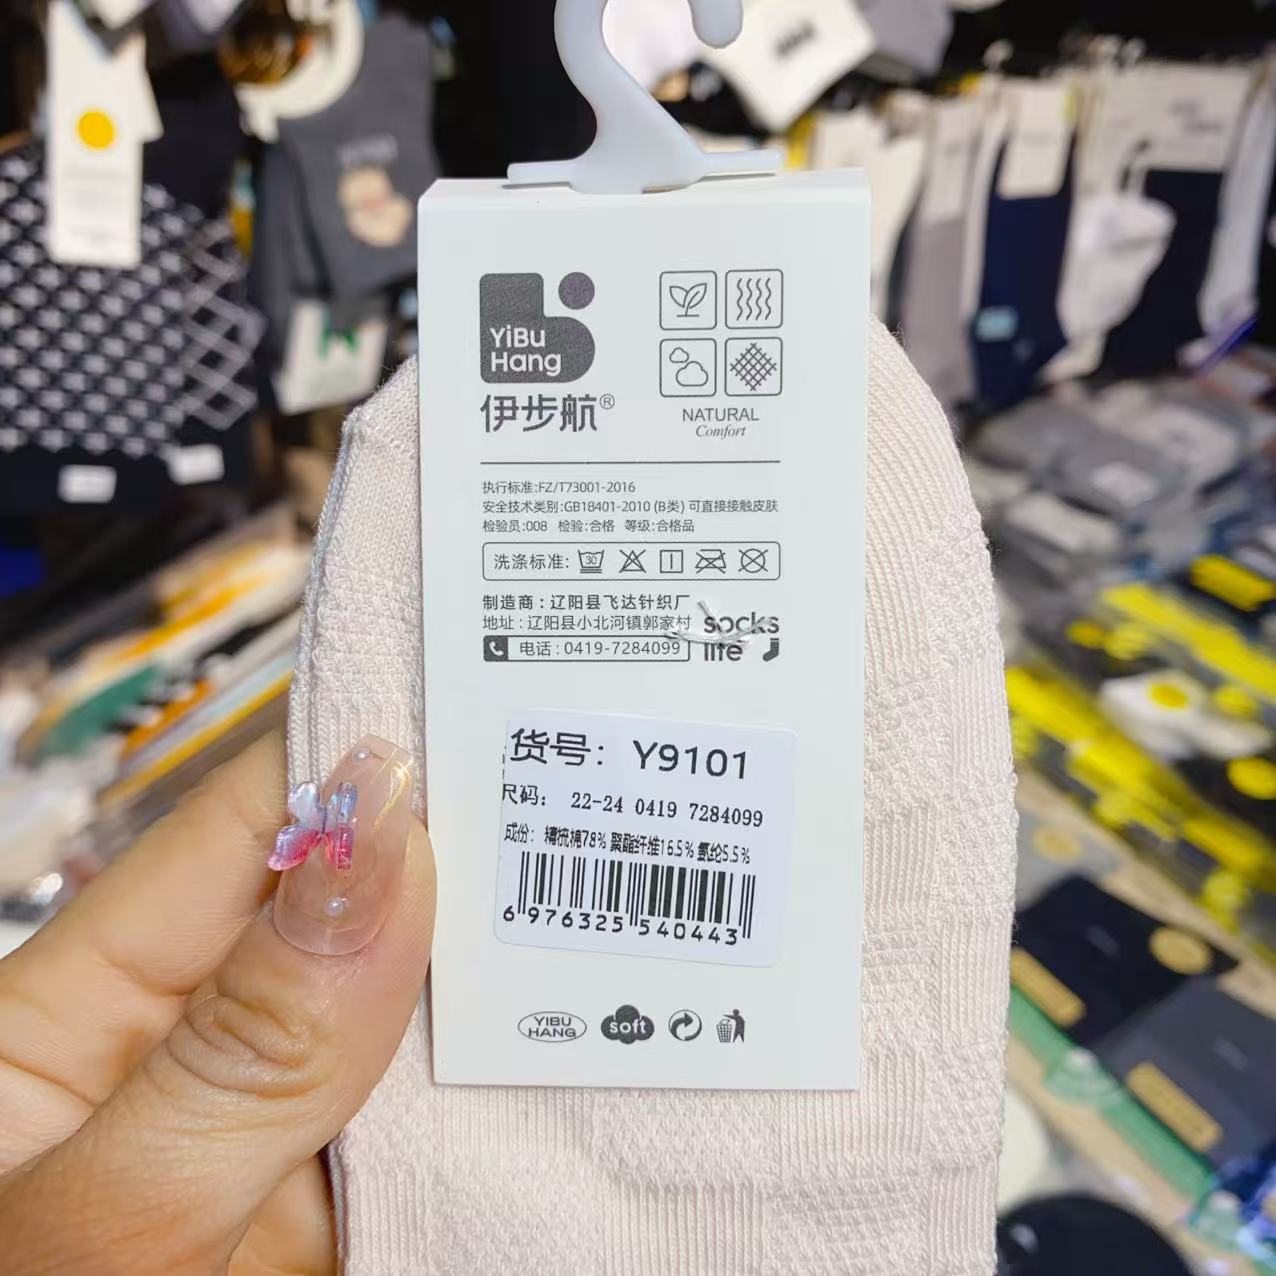 YiBu
Hang
伊步航®
NATURAL
Comfort
执行标准:FZ/T73001-2016
安全技术类别:GB18401-2010 (B类) 可直接接触皮肤
检验员:008 检验:合格 等级:合格品
洗涤标准: 30
制造商：辽阳县飞达针织厂
地址：辽阳县小北河镇郭家村
电话：0419-7284099
socks
life
货号： Y9101
尺码： 22-24 0419 7284099
成份： 精梳棉78% 聚酯纤维16.5% 氨纶5.5%
6 976325 540443
YIBU
HANG
soft